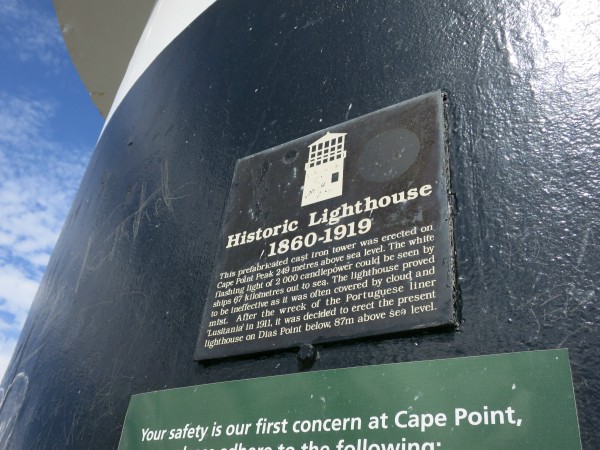 Historic Lighthouse
1860-1919
This prefabricated cast iron tower was erected on
Cape Point Peak 249 metres above sea level. The white
flashing light of 2 000 candlepower could be seen by
ships 67 kilometres out to sea. The lighthouse proved
to be ineffective as it was often covered by cloud and
mist. After the wreck of the Portuguese liner
'Lusitania' in 1911, it was decided to erect the present
lighthouse on Dias Point below, 87m above sea level.
Your safety is our first concern at Cape Point,
adhere to the following: